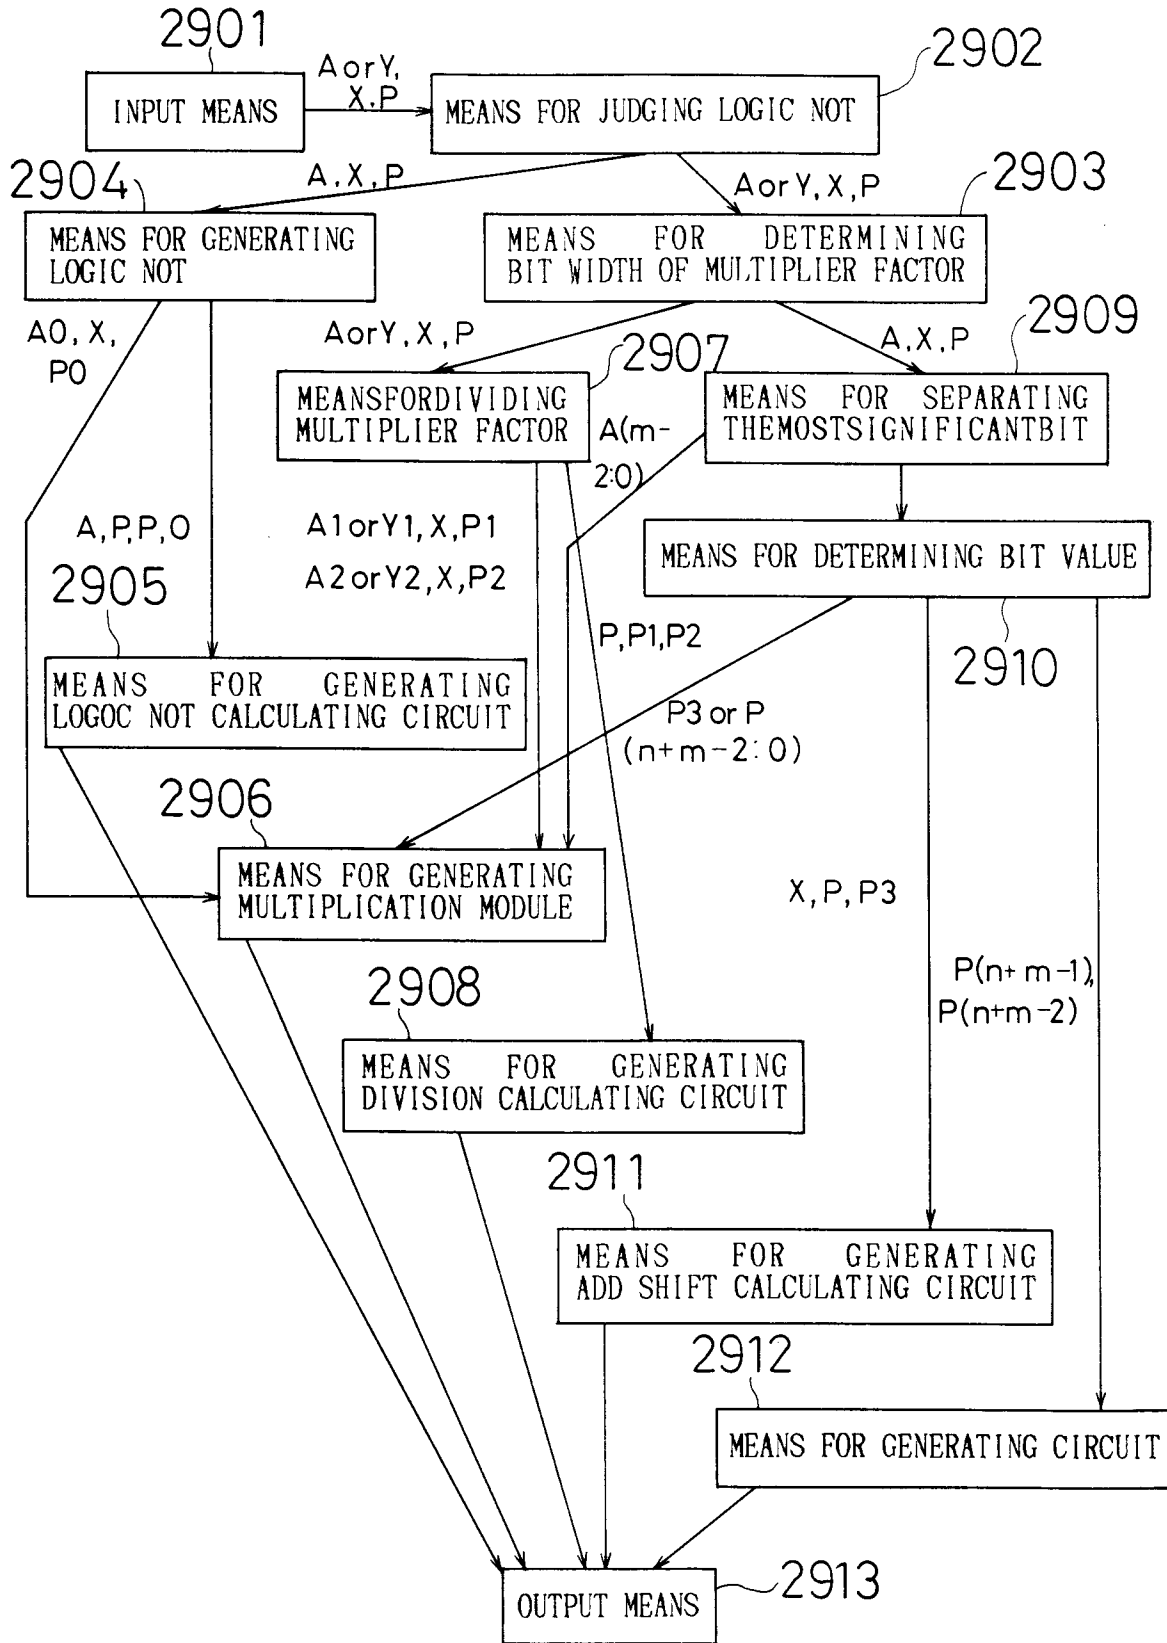 2901
INPUT MEANS
AorY,
X,P
2902
MEANS FOR JUDGING LOGIC NOT
A,X,P
AorY,X,P
2904
MEANS FOR GENERATING
LOGIC NOT
2903
MEANS FOR DETERMINING
BIT WIDTH OF MULTIPLIER FACTOR
A0,X,
P0
AorY,X,P
A,X,P
2907
MEANSFORDIVIDING
MULTIPLIER FACTOR
2909
MEANS FOR SEPARATING
THEMOSTSIGNIFICANTBIT
A(m-
2:0)
A,P,P,0
A1orY1,X,P1
A2orY2,X,P2
MEANS FOR DETERMINING BIT VALUE
2910
2905
MEANS FOR GENERATING
LOGOC NOT CALCULATING CIRCUIT
P,P1,P2
P3 or P
(n+m-2:0)
2906
MEANS FOR GENERATING
MULTIPLICATION MODULE
X,P,P3
P(n+m-1),
P(n+m-2)
2908
MEANS FOR GENERATING
DIVISION CALCULATING CIRCUIT
2911
MEANS FOR GENERATING
ADD SHIFT CALCULATING CIRCUIT
2912
MEANS FOR GENERATING CIRCUIT
2913
OUTPUT MEANS